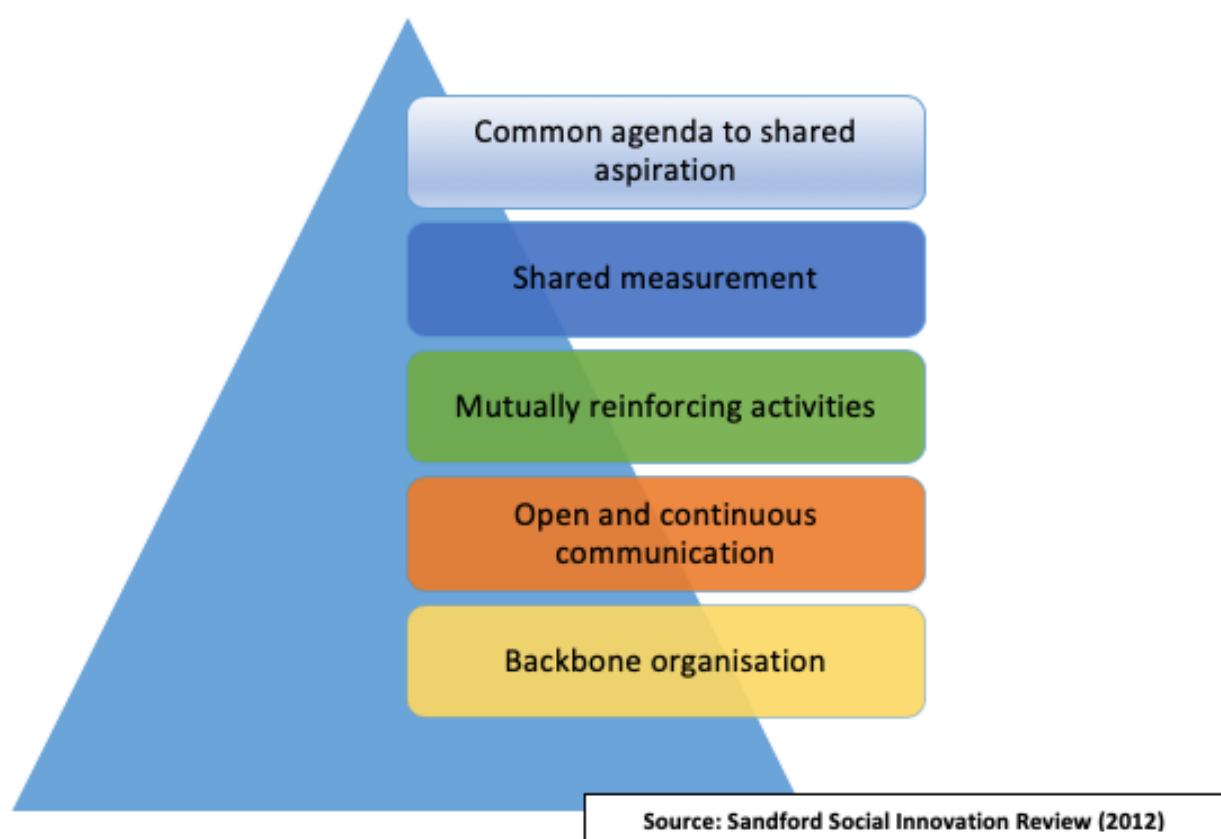 Common agenda to shared
aspiration
Shared measurement
Mutually reinforcing activities
Open and continuous
communication
Backbone organisation
Source: Sandford Social Innovation Review (2012)